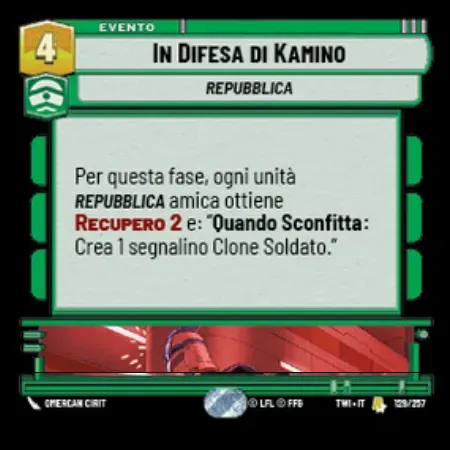 EVENTO
4
IN DIFESA DI KAMINO
REPUBBLICA
Per questa fase, ogni unità
REPUBBLICA amica ottiene
RECUPERO 2 e: “Quando Sconfitta:
Crea 1 segnalino Clone Soldato.”
OMERCAN CIRIT
© LFL © FFG
TWI • IT
129/257